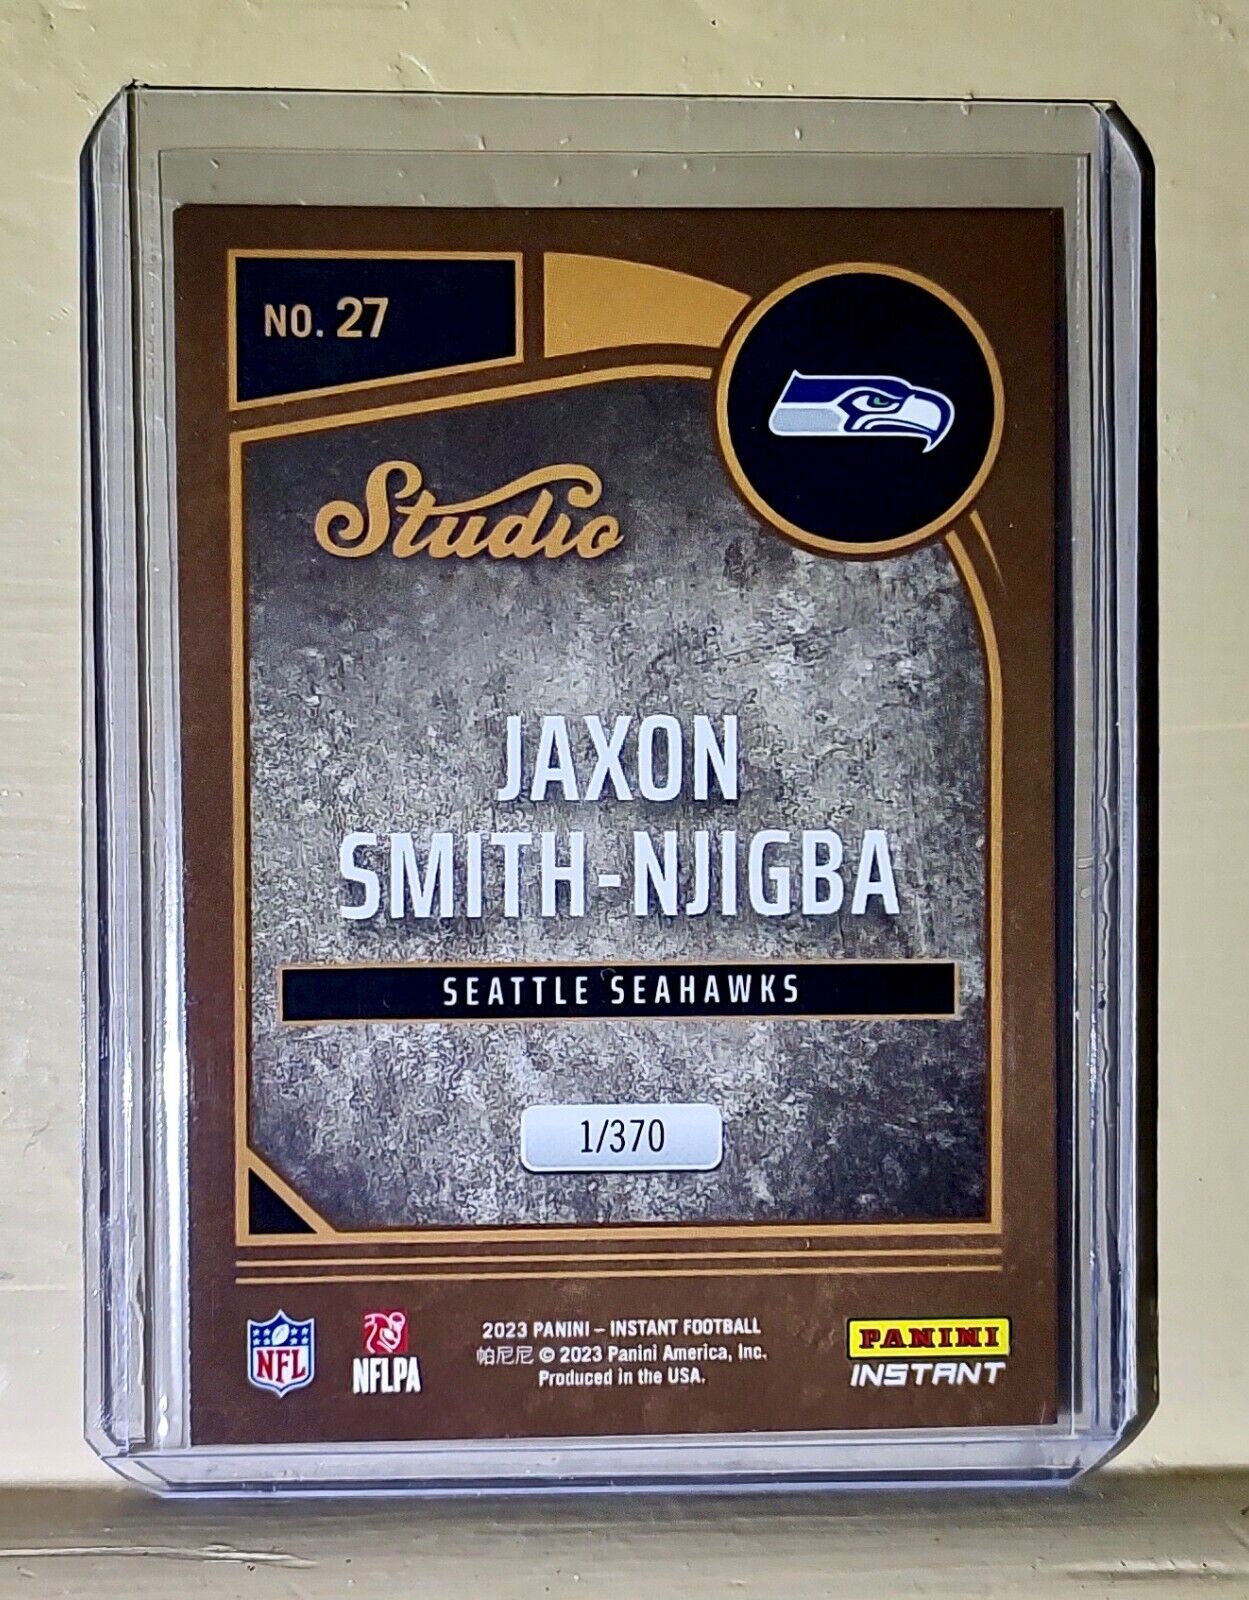 NO. 27
Studio
JAXON
SMITH-NJIGBA
SEATTLE SEAHAWKS
1/370
NFL
NFLPA
2023 PANINI – INSTANT FOOTBALL
帕尼尼 © 2023 Panini America, Inc.
Produced in the USA.
PANINI
INSTANT